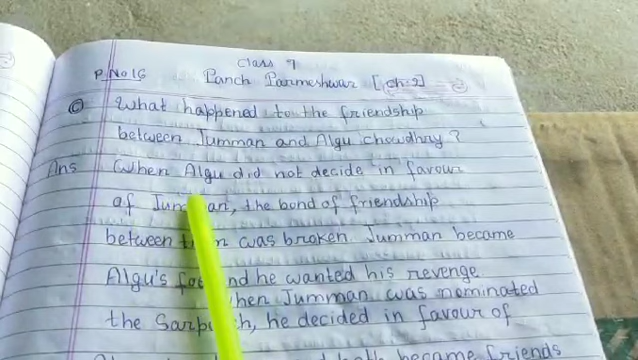 Class 7
P.No 16 Panch Parmeshwar [Ch-2]
(C) What happened to the friendship
between Jumman and Algu chowdhry?
Ans When Algu did not decide in favour
of Jumman, the bond of friendship
between was broken. Jumman became
Algu's and he wanted his revenge
When Jumman was nominated
the Sarpanch, he decided in favour of
both became friends